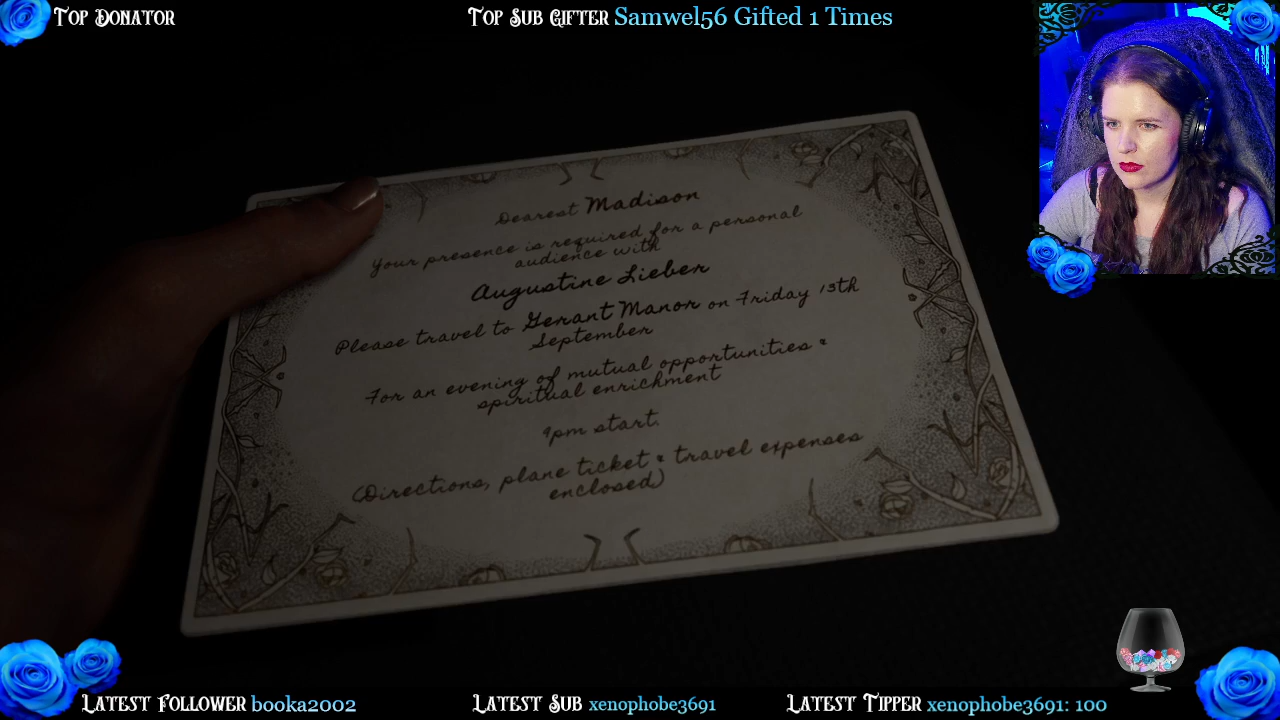 Top Donator
Top Sub Gifter Samwel56 Gifted 1 Times
Dearest Madison
Your presence is required for a personal
audience with
Augustine Lieber
Please travel to Gerant Manor on Friday 13th
September
For an evening of mutual opportunities &
spiritual enrichment
9pm start.
(Directions, plane ticket & travel expenses
enclosed)
Latest Follower booka2002
Latest Sub xenophobe3691
Latest Tipper xenophobe3691: 100